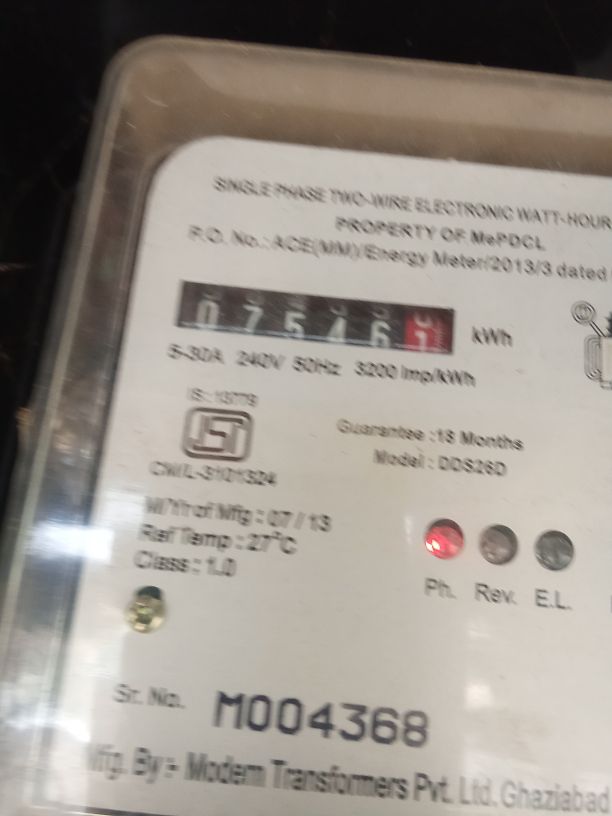 SINGLE PHASE TWO-WIRE ELECTRONIC WATT-HOUR
PROPERTY OF MePDCL
P.O. No.: ACE(MM)/Energy Meter/2013/3 dated
07546 1 kWh
5-30A 240V 50Hz 3200 Imp/kWh
IS: 13779
ISI
CM/L-3101324
Guarantee :18 Months
Model : DDS26D
M/Yr of Mfg : 07 / 13
Ref Temp : 27°C
Class : 1.0
Ph. Rev. E.L.
Sr. No. M004368
Mfg. By :- Modern Transformers Pvt. Ltd. Ghaziabad